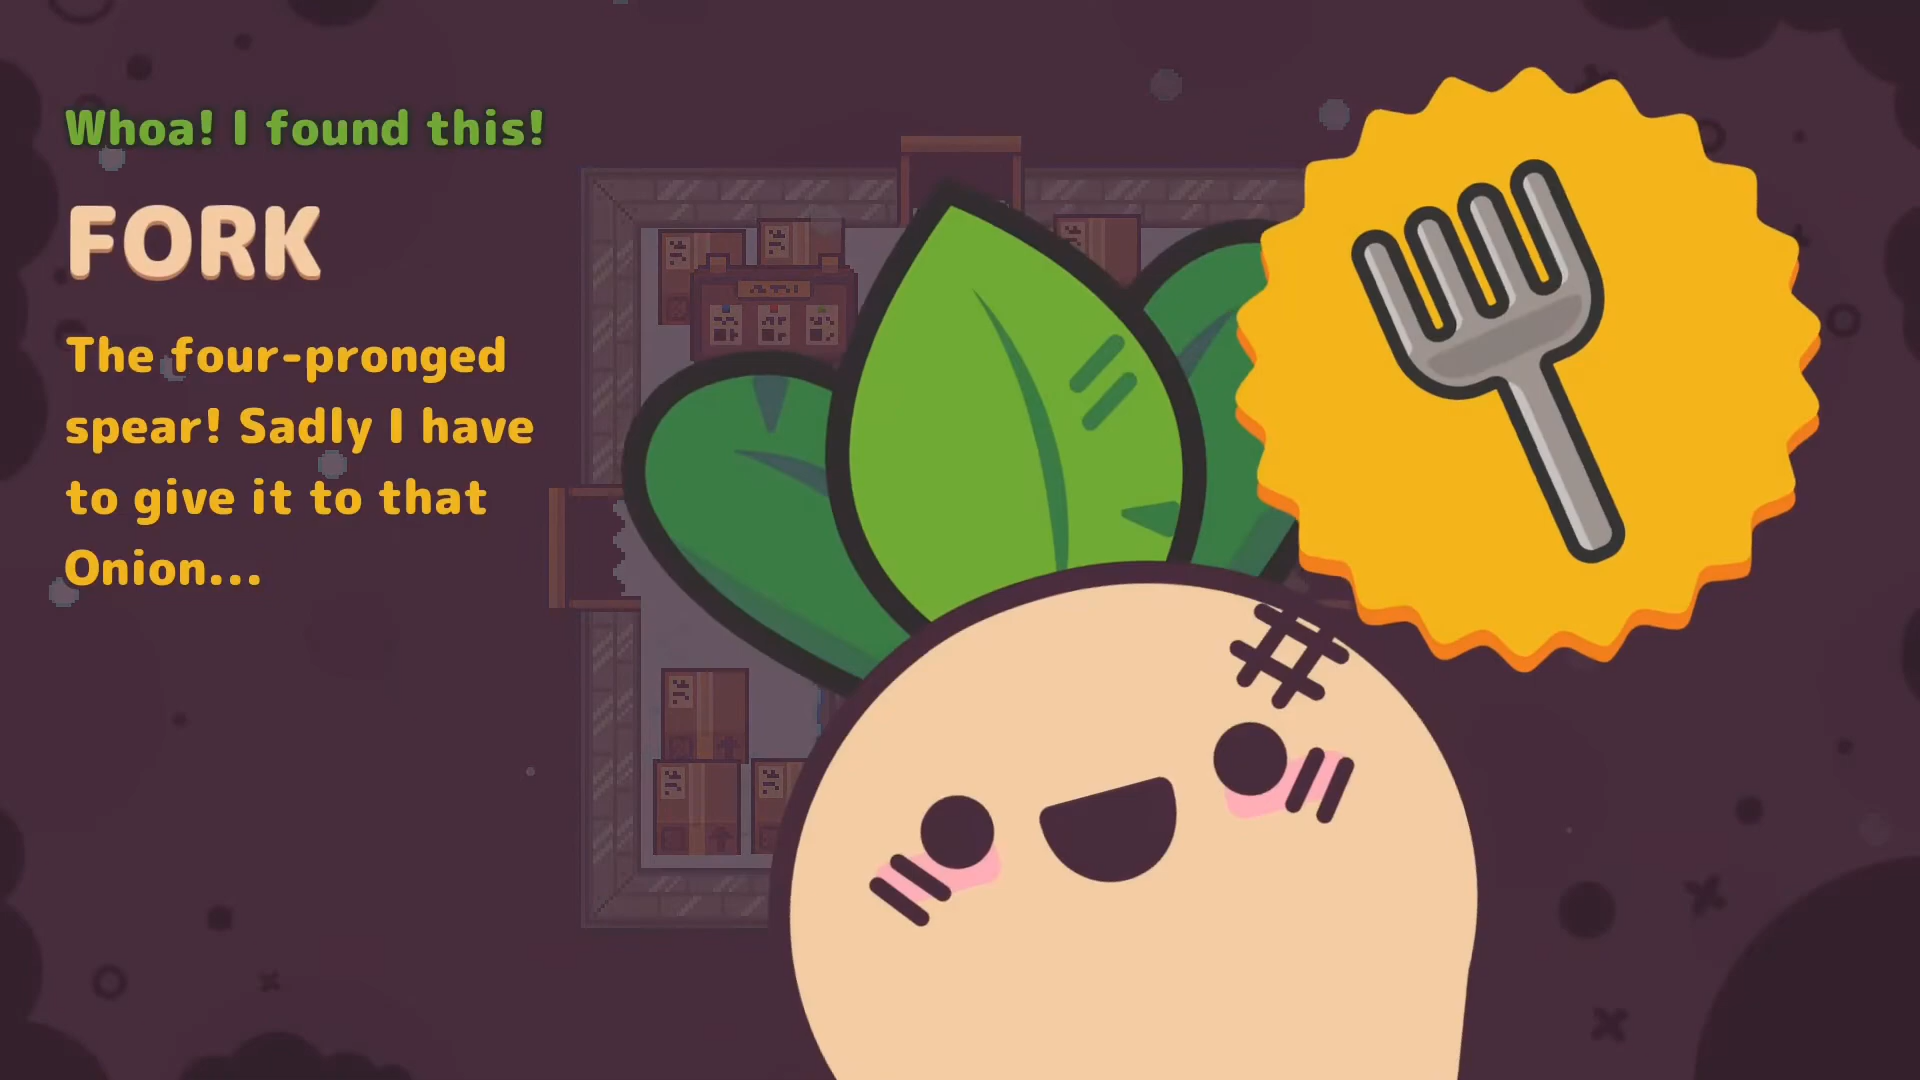 Whoa! I found this!
FORK
The four-pronged
spear! Sadly I have
to give it to that
Onion...